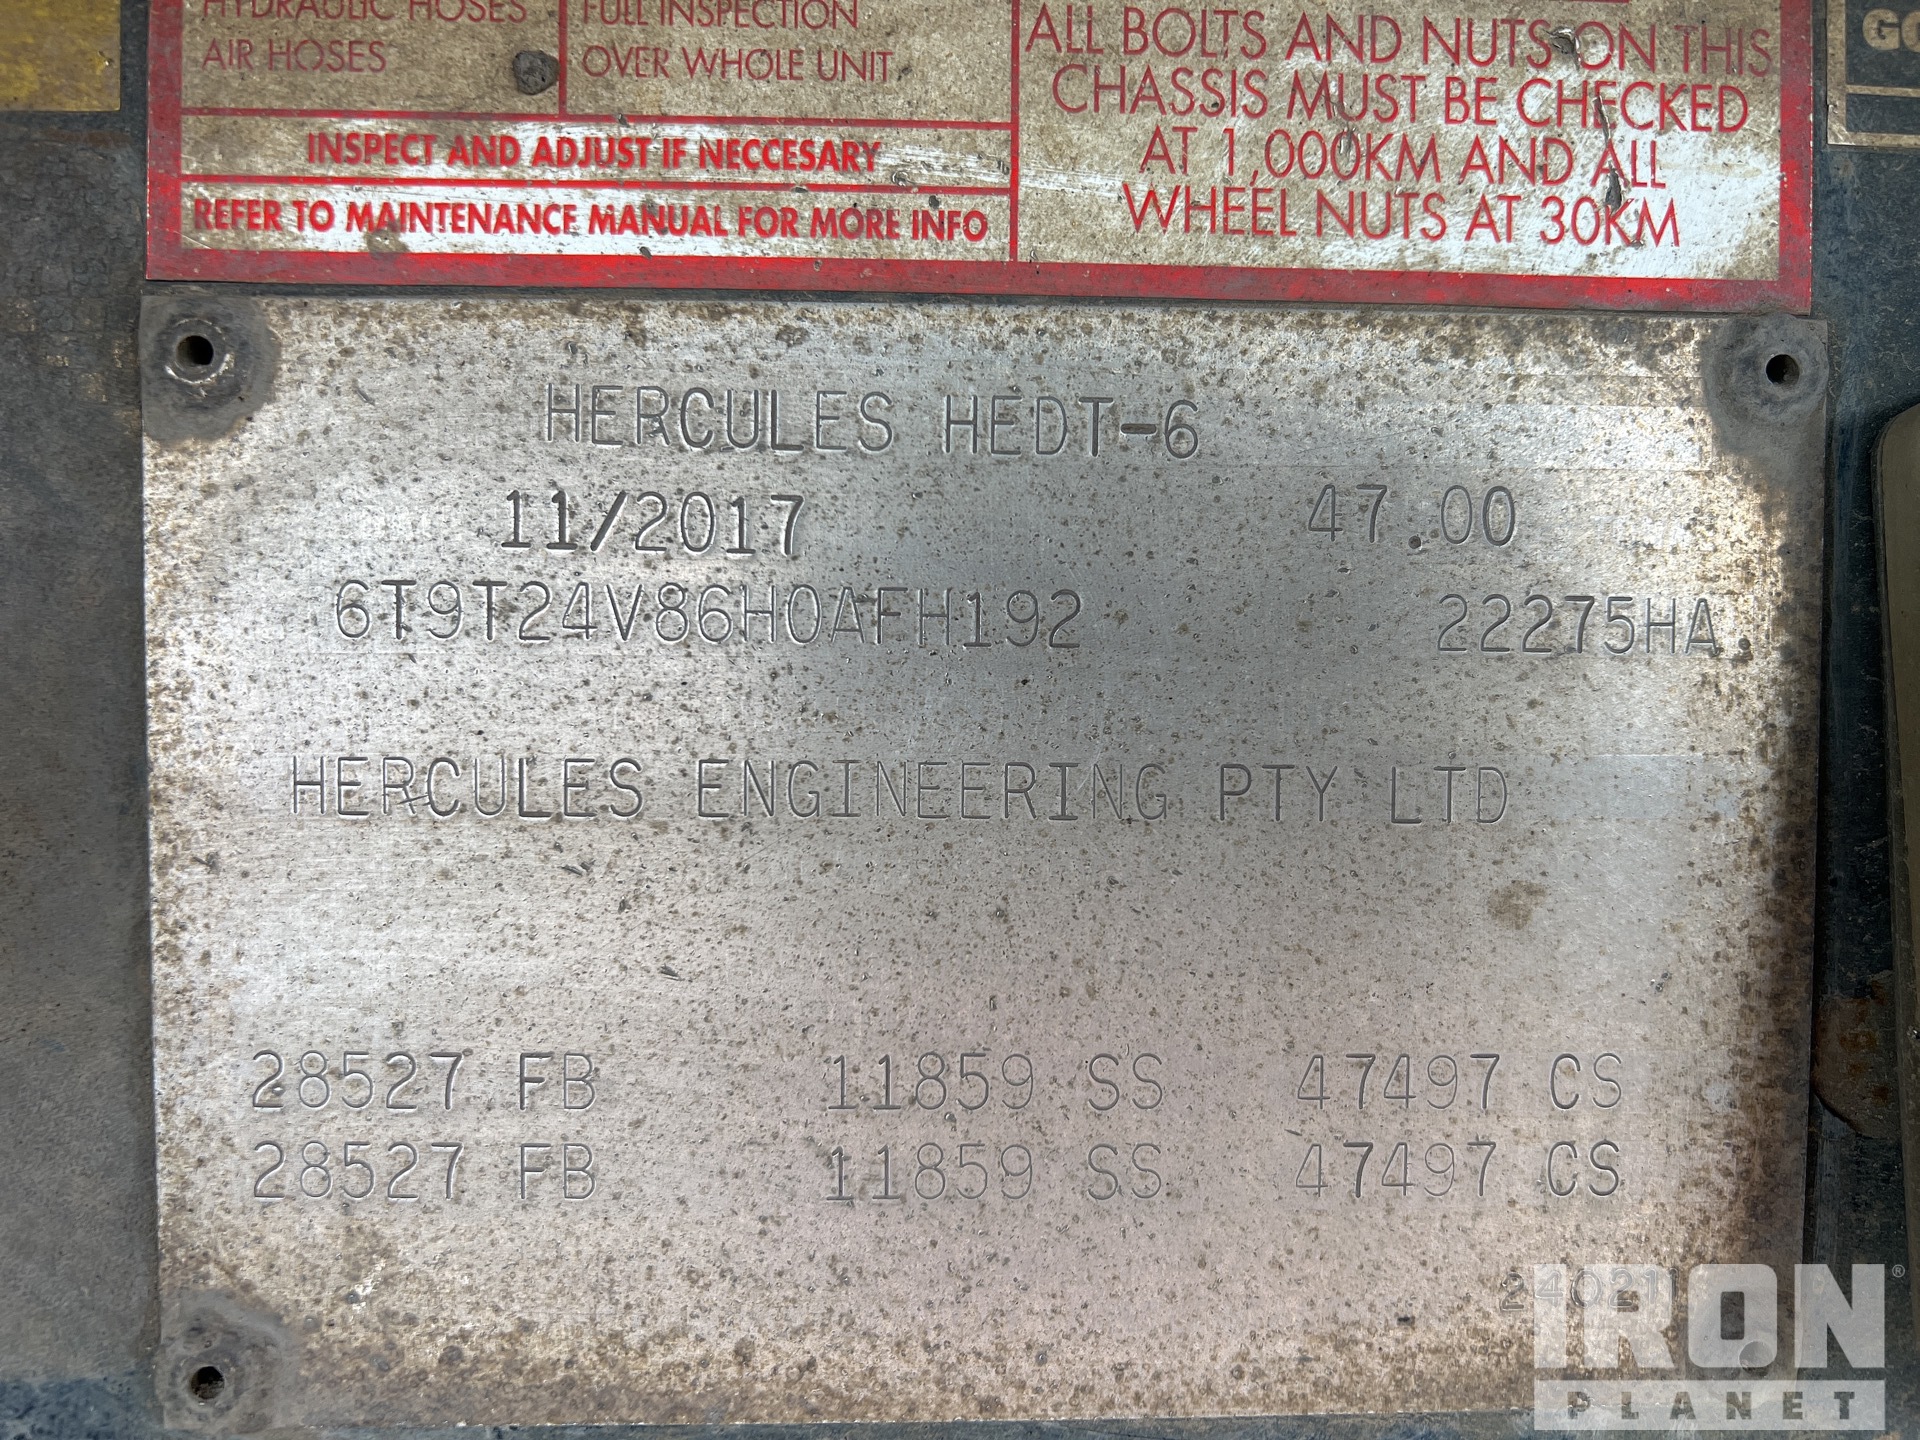 HYDRAULIC HOSES
AIR HOSES
FULL INSPECTION
OVER WHOLE UNIT
INSPECT AND ADJUST IF NECCESARY
REFER TO MAINTENANCE MANUAL FOR MORE INFO
ALL BOLTS AND NUTS ON THIS
CHASSIS MUST BE CHECKED
AT 1,000KM AND ALL
WHEEL NUTS AT 30KM
HERCULES HEDT-6
11/2017 47.00
6T9T24V86H0AFH192 22275HA.
HERCULES ENGINEERING PTY LTD
28527 FB 11859 SS 47497 CS
28527 FB 11859 SS 47497 CS
IRON
PLANET